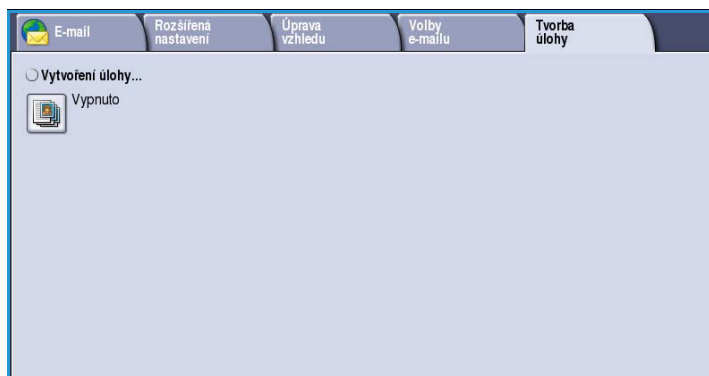 E-mail
Rozšířená
nastavení
Úprava
vzhledu
Volby
e-mailu
Tvorba
úlohy
Vytvoření úlohy...
Vypnuto